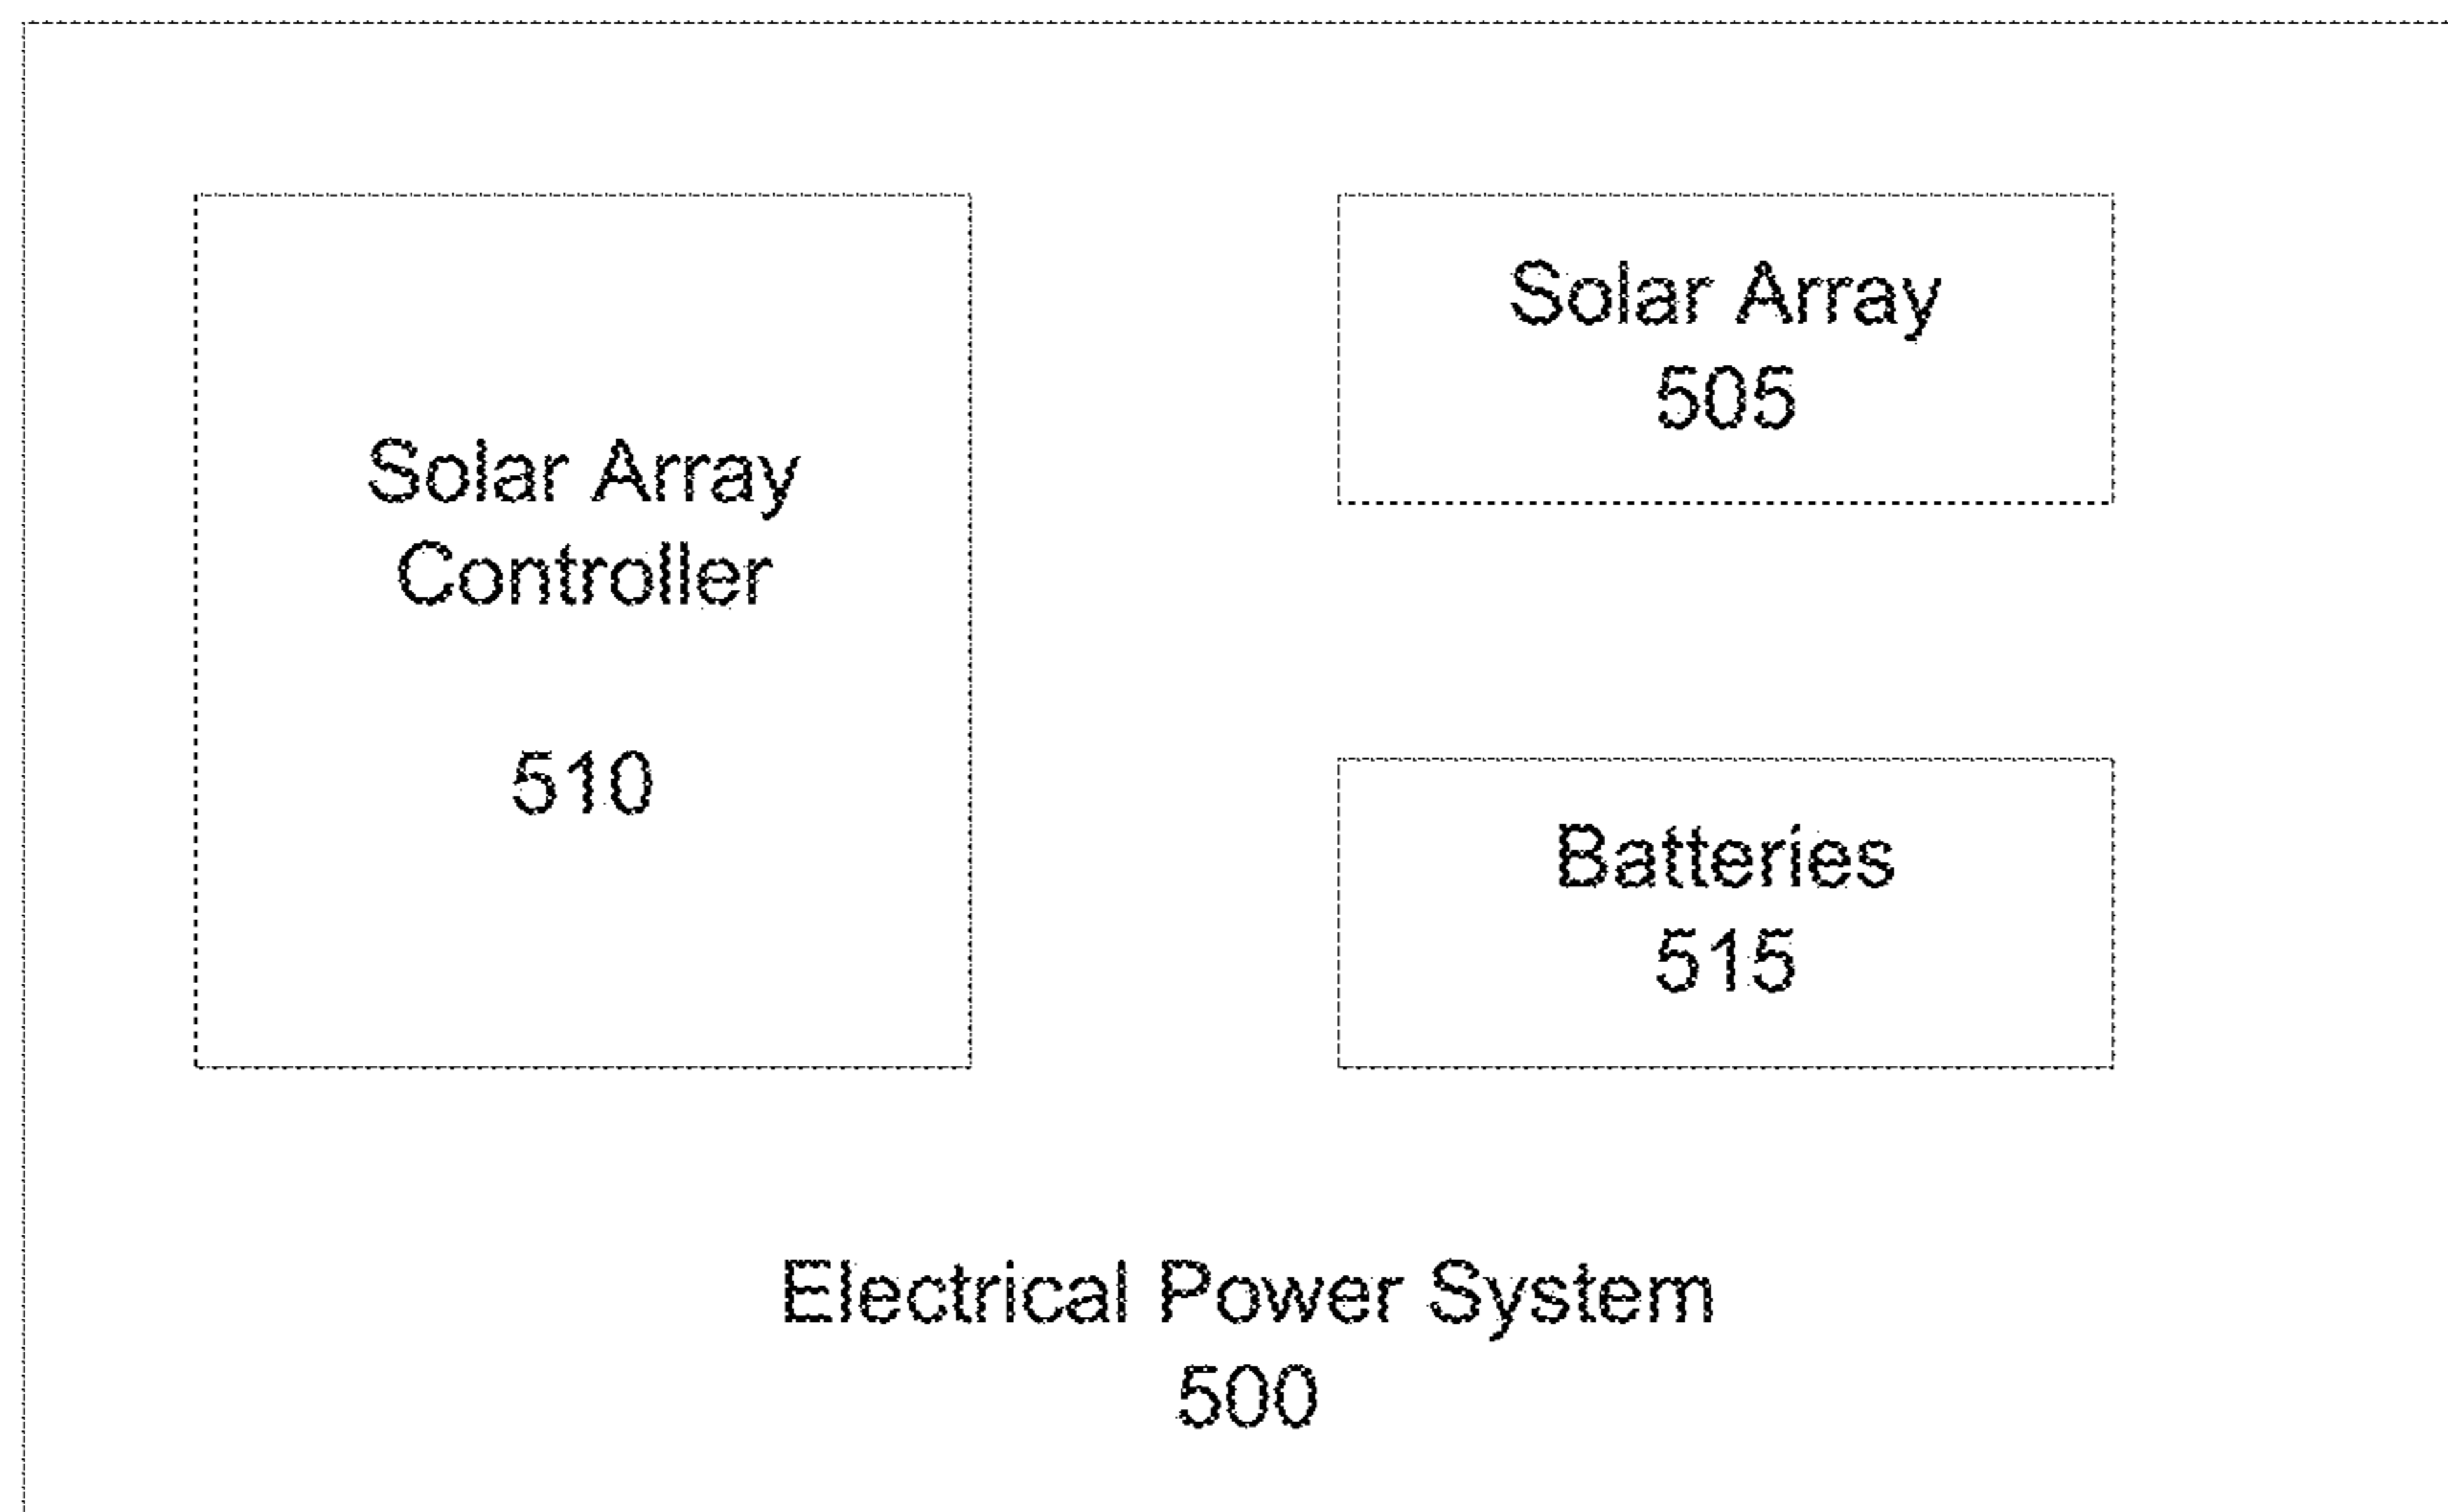 Solar Array
Controller
510
Solar Array
505
Batteries
515
Electrical Power System
500